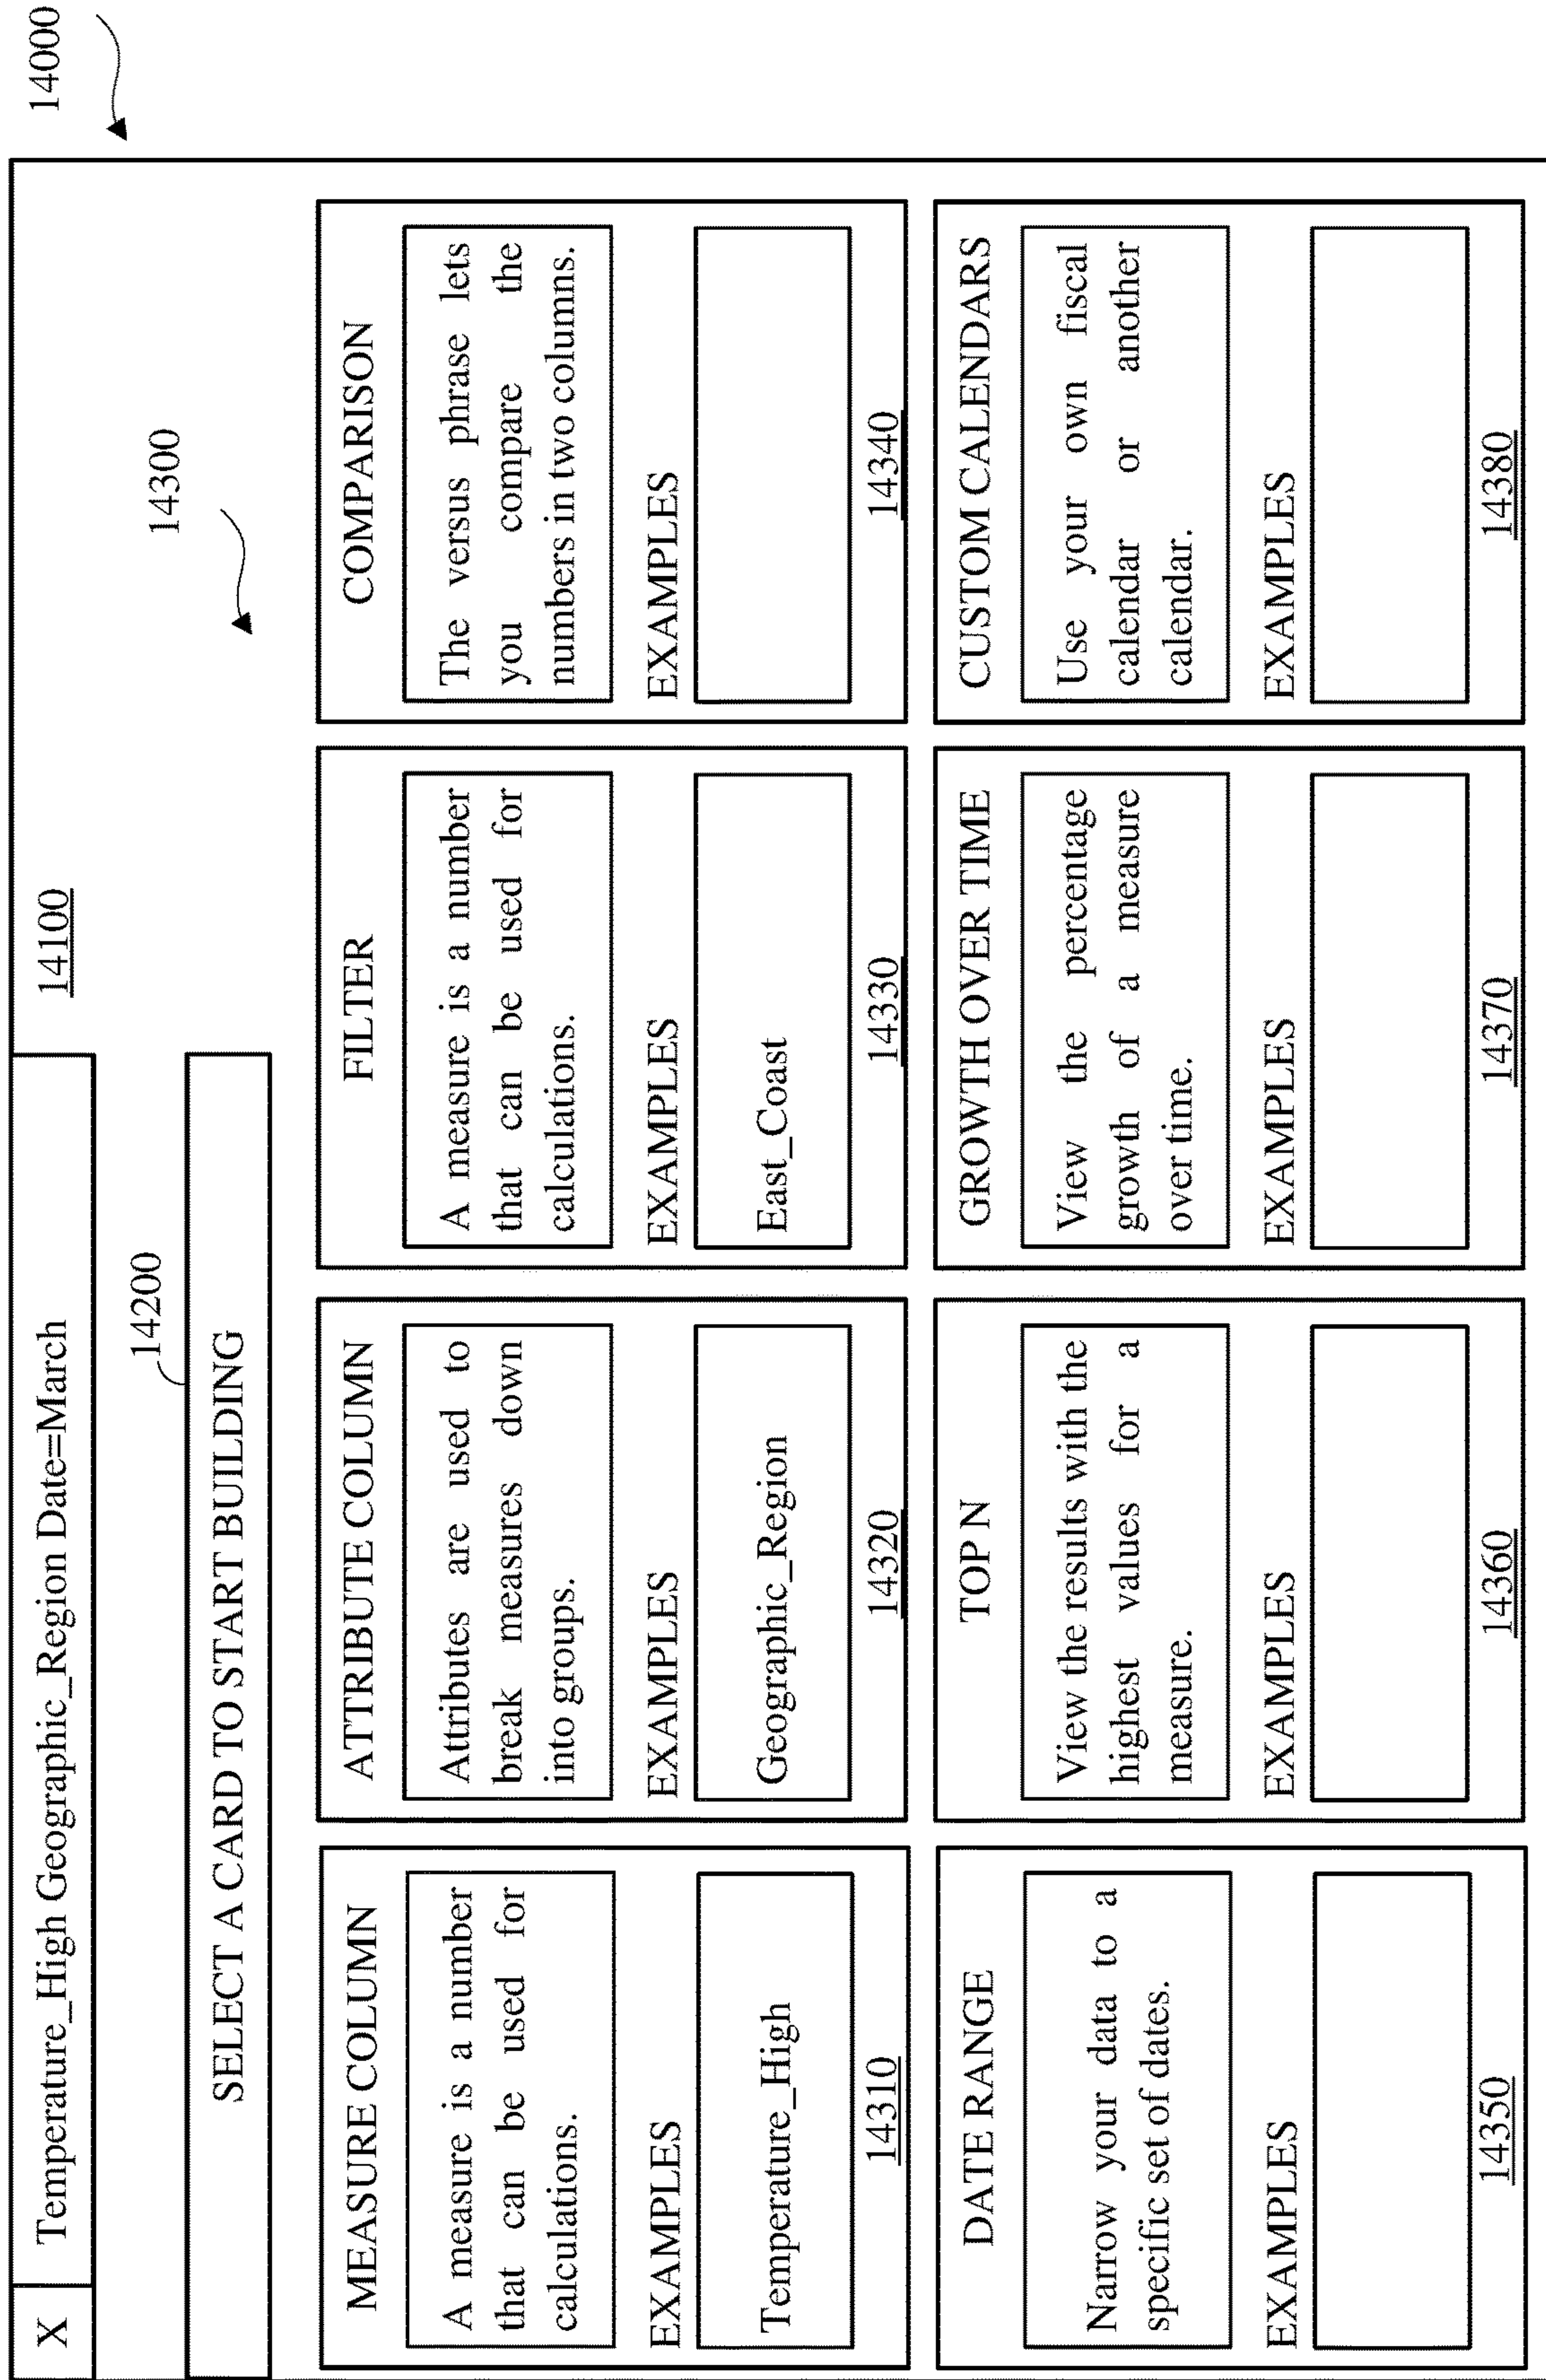 14000
X
Temperature_High Geographic_Region Date=March
14100
14200
SELECT A CARD TO START BUILDING
14300
MEASURE COLUMN
A measure is a number
that can be used for
calculations.
EXAMPLES
Temperature_High
14310
ATTRIBUTE COLUMN
Attributes are used to
break measures down
into groups.
EXAMPLES
Geographic_Region
14320
FILTER
A measure is a number
that can be used for
calculations.
EXAMPLES
East_Coast
14330
COMPARISON
The versus phrase lets
you compare the
numbers in two columns.
EXAMPLES
14340
DATE RANGE
Narrow your data to a
specific set of dates.
EXAMPLES
14350
TOP N
View the results with the
highest values for a
measure.
EXAMPLES
14360
GROWTH OVER TIME
View the percentage
growth of a measure
over time.
EXAMPLES
14370
CUSTOM CALENDARS
Use your own fiscal
calendar or another
calendar.
EXAMPLES
14380